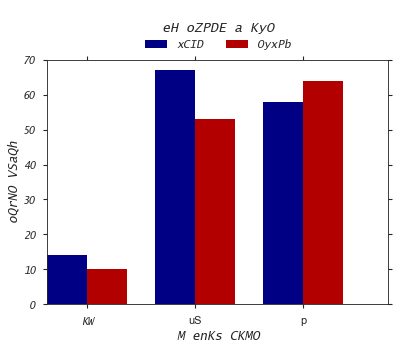 eH oZPDE a KyO
xCID OyxPb
70
60
50
40
30
20
10
0
oQrNO VSaQh
KW uS p
M enKs CKMO